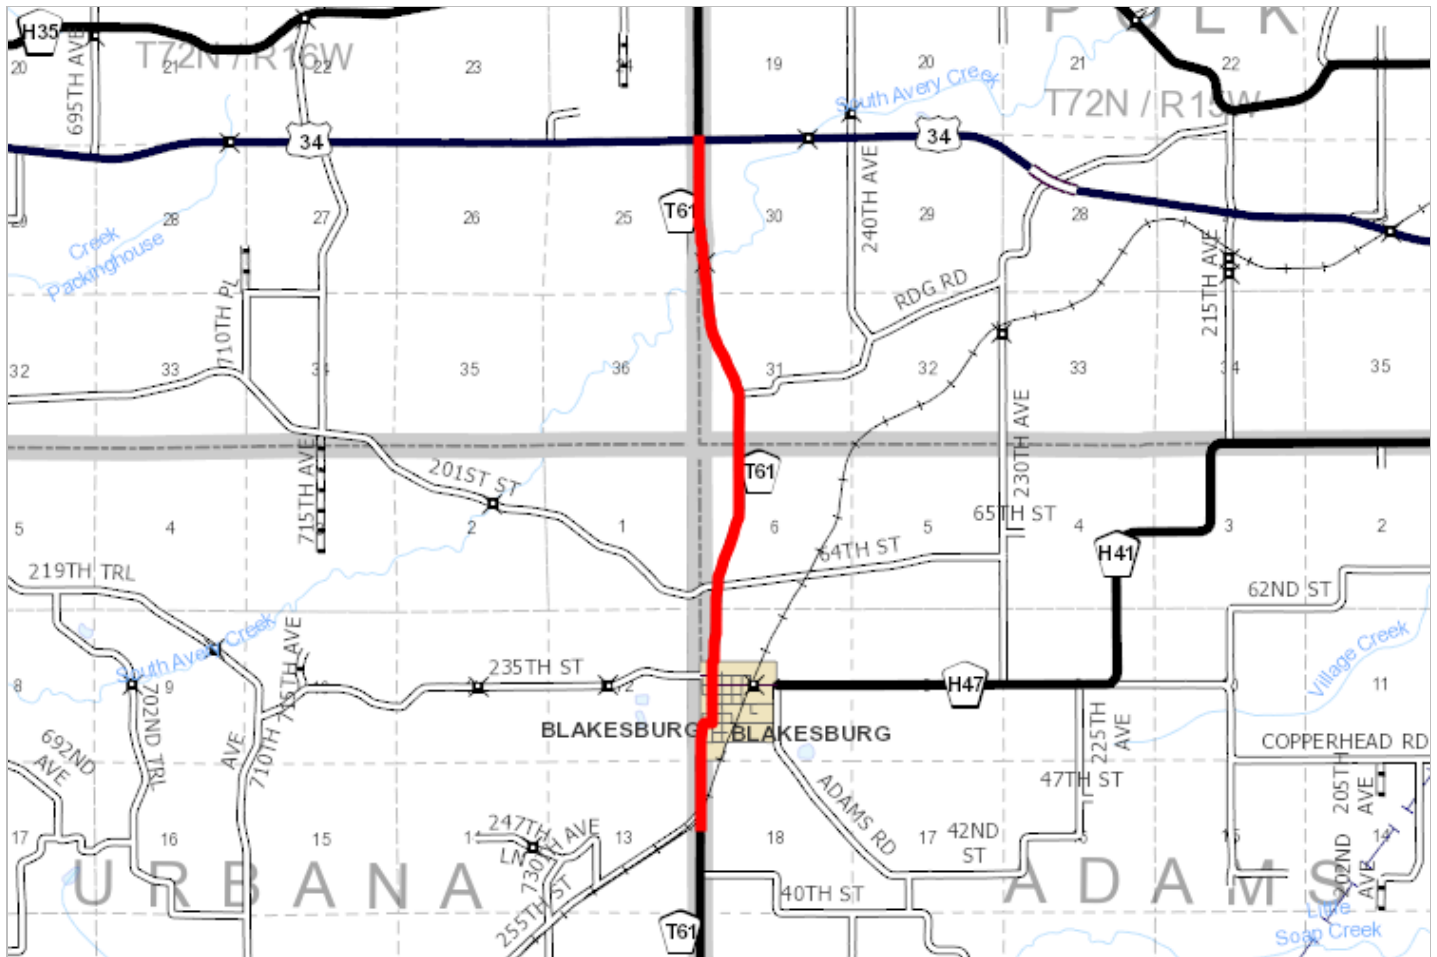 POLK
H35
695TH AVE
T72N / R16W
20
21
22
23
24
19
20
21
22
South Avery Creek
T72N / R15W
34
34
240TH AVE
T61
29
28
27
26
25
30
29
28
Creek
Packinghouse
215TH AVE
RDG RD
710TH PL
32
33
34
35
36
31
32
33
34
35
230TH AVE
715TH AVE
201ST ST
T61
65TH ST
5
4
2
1
6
5
4
3
2
64TH ST
H41
219TH TRL
62ND ST
South Avery Creek
715TH AVE
235TH ST
Village Creek
8
9
702ND TRL
12
H47
11
BLAKESBURG
BLAKESBURG
225TH
AVE
COPPERHEAD RD
692ND
AVE
AVE
710TH
47TH ST
205TH
AVE
ADAMS RD
247TH
LN
730TH AVE
42ND
ST
17
16
15
14
13
18
17
15
14
202ND
AVE
URBANA
ADAMS
255TH ST
40TH ST
T61
Little
Soap Creek